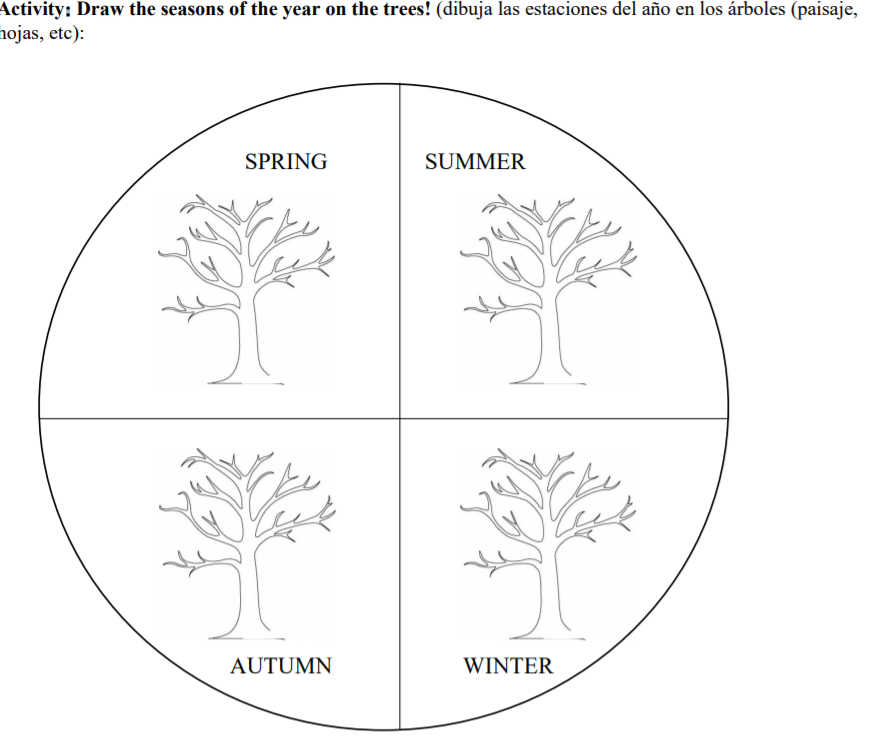 Activity: Draw the seasons of the year on the trees! (dibuja las estaciones del año en los árboles (paisaje,
hojas, etc):
SPRING
SUMMER
AUTUMN
WINTER